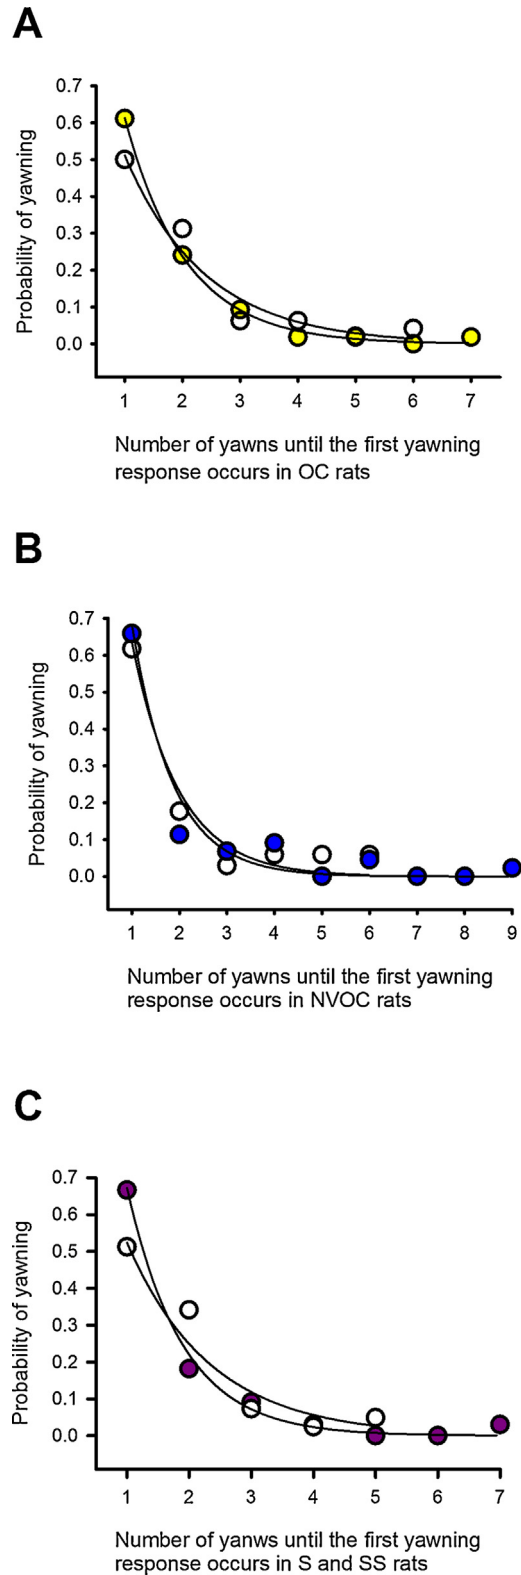 A
Probability of yawning
0.7
0.6
0.5
0.4
0.3
0.2
0.1
0.0
1 2 3 4 5 6 7
Number of yawns until the first yawning
response occurs in OC rats
B
Probability of yawning
0.7
0.6
0.5
0.4
0.3
0.2
0.1
0.0
1 2 3 4 5 6 7 8 9
Number of yawns until the first yawning
response occurs in NVOC rats
C
Probability of yawning
0.7
0.6
0.5
0.4
0.3
0.2
0.1
0.0
1 2 3 4 5 6 7
Number of yanws until the first yawning
response occurs in S and SS rats